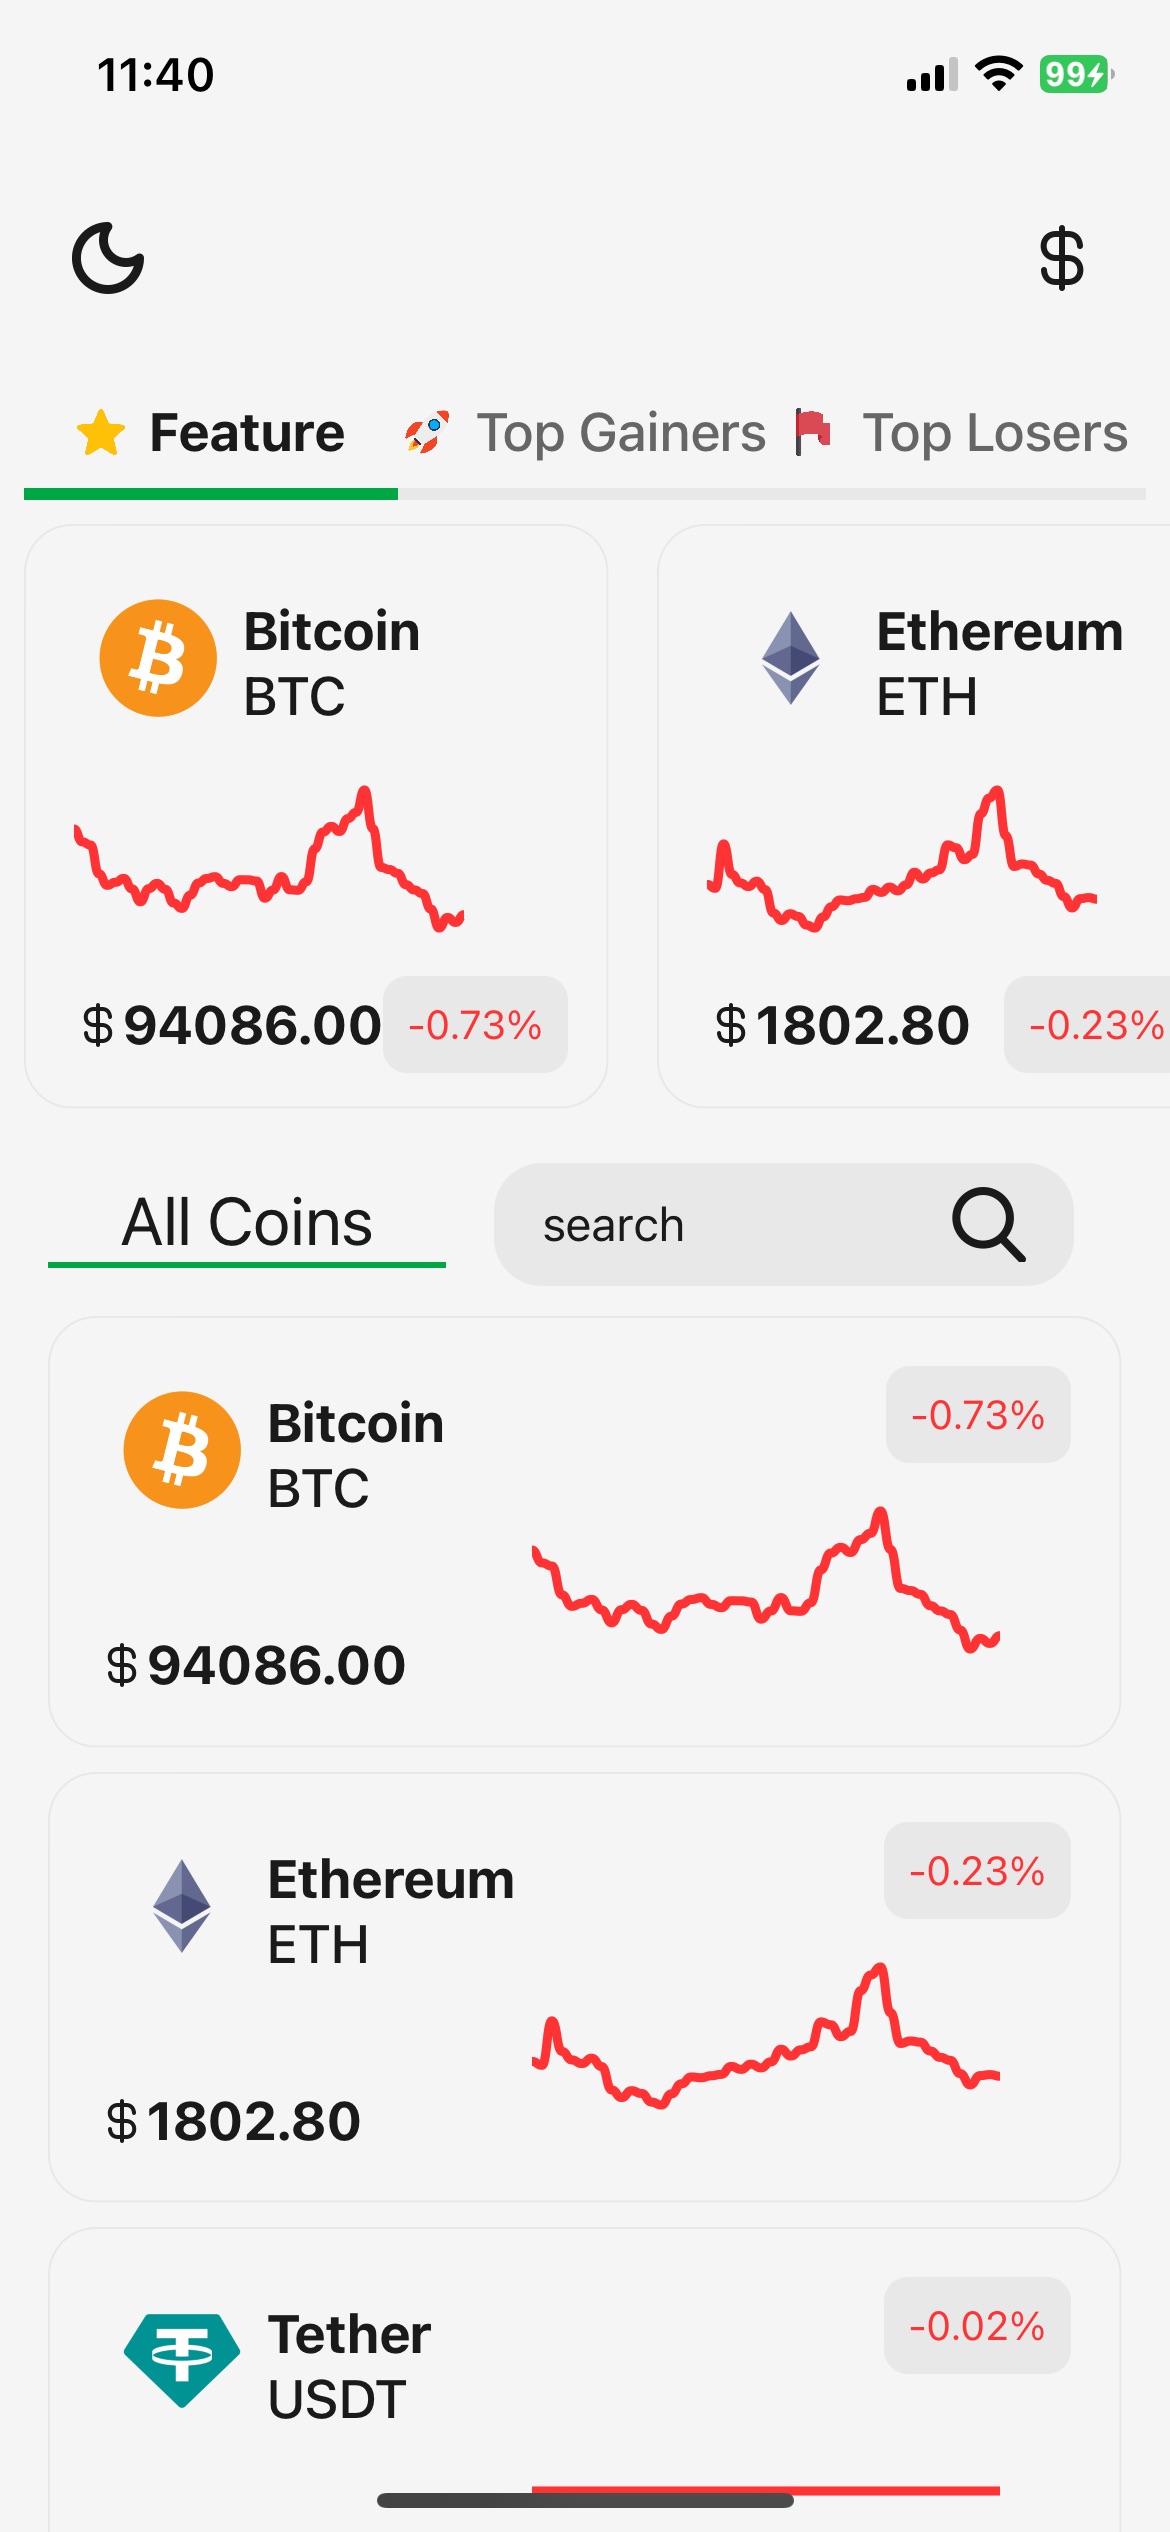 11:40
99
Feature
Top Gainers
Top Losers
Bitcoin
BTC
$ 94086.00
-0.73%
Ethereum
ETH
$ 1802.80
-0.23%
All Coins
search
Bitcoin
BTC
-0.73%
$ 94086.00
Ethereum
ETH
-0.23%
$ 1802.80
Tether
USDT
-0.02%